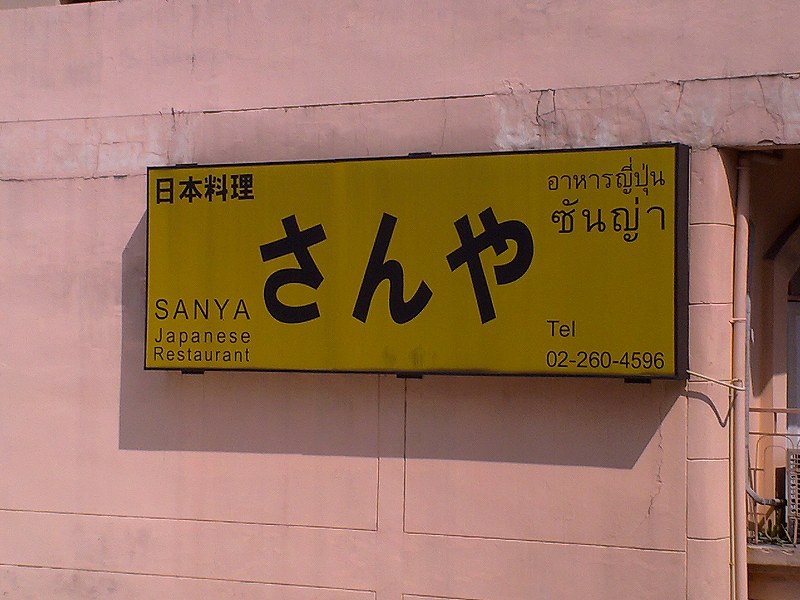 日本料理
さんや
SANYA
Japanese
Restaurant
อาหารญี่ปุ่น
ซันญ่า
Tel
02-260-4596